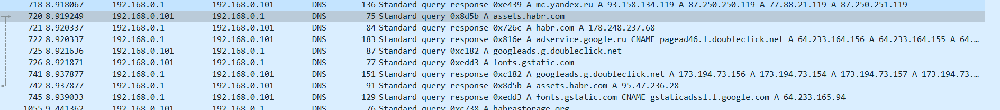 718 8.918067 192.168.0.1 192.168.0.101 DNS 136 Standard query response 0xe439 A mc.yandex.ru A 93.158.134.119 A 87.250.250.119 A 77.88.21.119 A 87.250.251.119
720 8.919249 192.168.0.101 192.168.0.1 DNS 75 Standard query 0x8d5b A assets.habr.com
721 8.920337 192.168.0.1 192.168.0.101 DNS 84 Standard query response 0x726c A habr.com A 178.248.237.68
722 8.920337 192.168.0.1 192.168.0.101 DNS 183 Standard query response 0x816e A adservice.google.ru CNAME pagead46.l.doubleclick.net A 64.233.164.156 A 64.233.164.155 A 64.…
725 8.921636 192.168.0.101 192.168.0.1 DNS 87 Standard query 0xc182 A googleads.g.doubleclick.net
726 8.921871 192.168.0.101 192.168.0.1 DNS 77 Standard query 0xedd3 A fonts.gstatic.com
741 8.937877 192.168.0.1 192.168.0.101 DNS 151 Standard query response 0xc182 A googleads.g.doubleclick.net A 173.194.73.156 A 173.194.73.154 A 173.194.73.157 A 173.194.73.…
742 8.937877 192.168.0.1 192.168.0.101 DNS 91 Standard query response 0x8d5b A assets.habr.com A 95.47.236.28
745 8.939033 192.168.0.1 192.168.0.101 DNS 129 Standard query response 0xedd3 A fonts.gstatic.com CNAME gstaticadssl.l.google.com A 64.233.165.94
1055 9.441362 192.168.0.101 192.168.0.1 DNS 76 Standard query 0xc738 A habrastorage.org